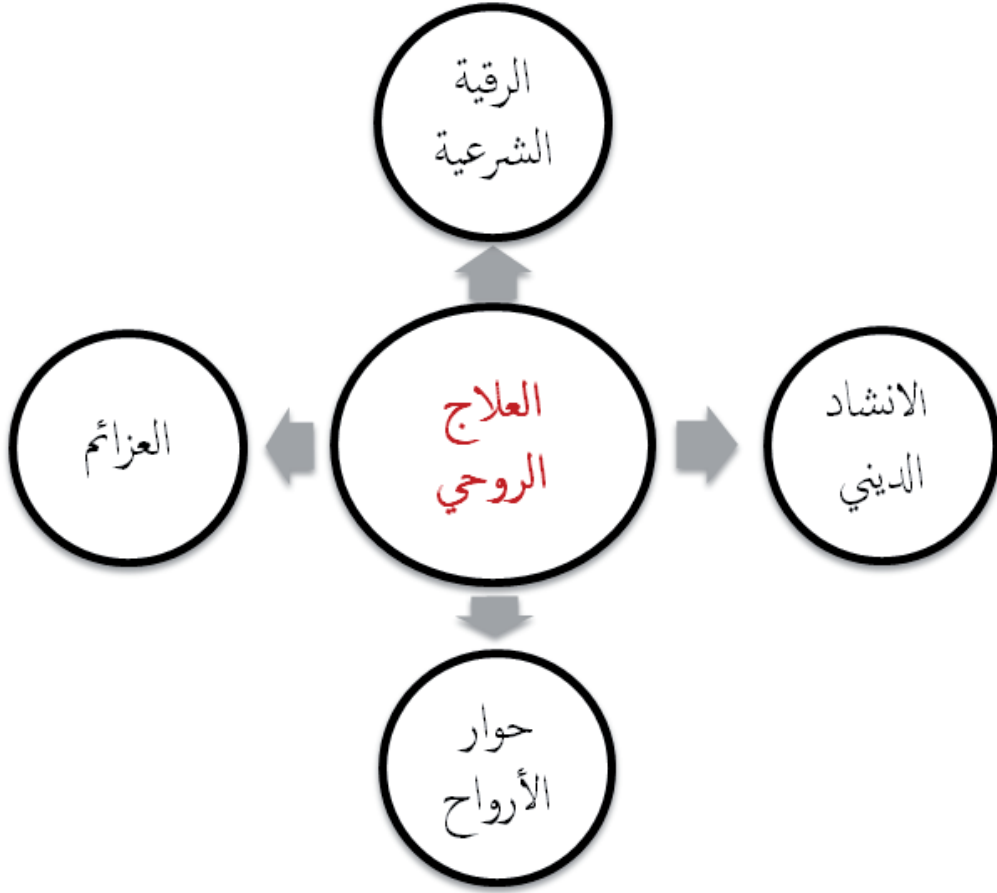 الرقية
الشرعية
العلاج
الروحي
الانشاد
الديني
العزائم
حوار
الأرواح